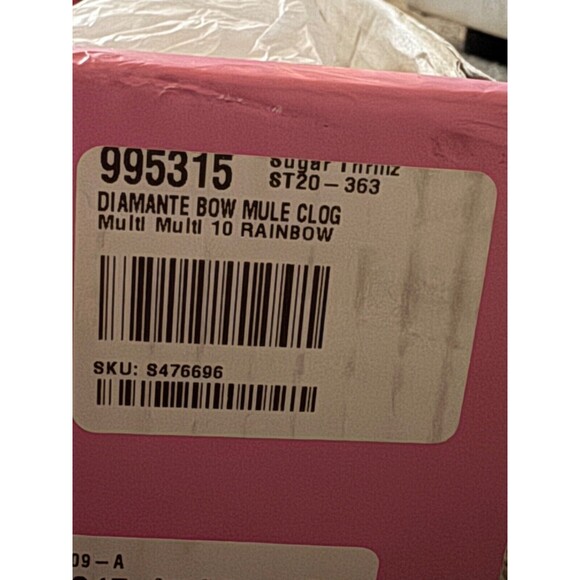 995315 Sugar Thrillz
ST20-363
DIAMANTE BOW MULE CLOG
Multi Multi 10 RAINBOW
SKU: S476696
09-A